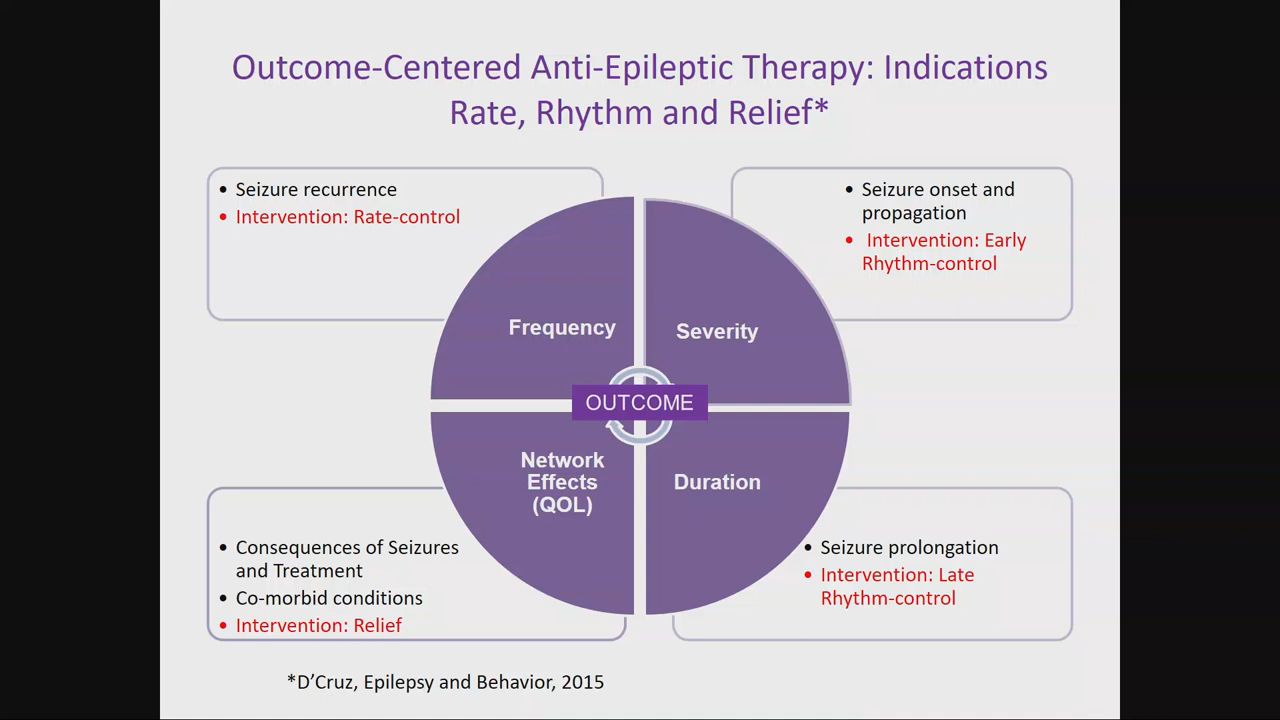 Outcome-Centered Anti-Epileptic Therapy: Indications
Rate, Rhythm and Relief*
• Seizure recurrence
• Intervention: Rate-control
• Seizure onset and
propagation
• Intervention: Early
Rhythm-control
Frequency
Severity
OUTCOME
Network
Effects
(QOL)
Duration
• Consequences of Seizures
and Treatment
• Co-morbid conditions
• Intervention: Relief
• Seizure prolongation
• Intervention: Late
Rhythm-control
*D’Cruz, Epilepsy and Behavior, 2015